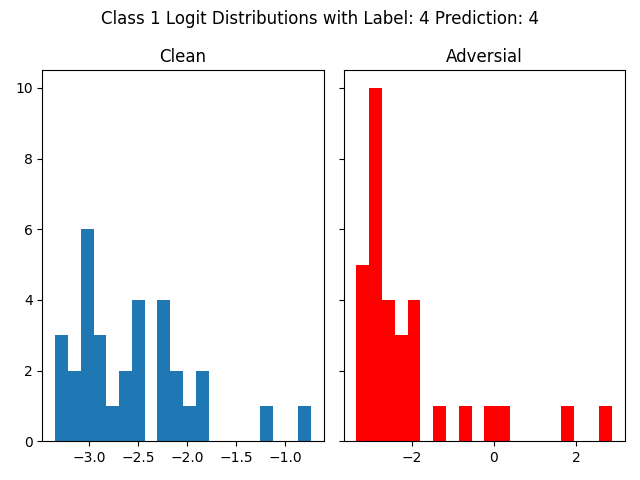 Class 1 Logit Distributions with Label: 4 Prediction: 4
Clean
Adversial
10
8
6
4
2
0
−3.0 −2.5 −2.0 −1.5 −1.0
−2 0 2